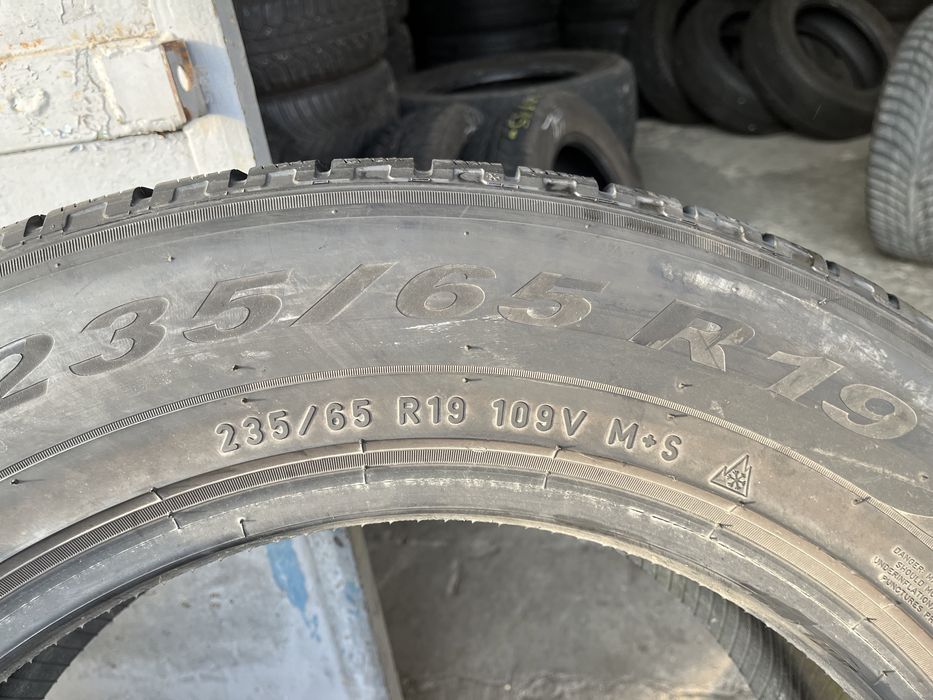 235/65 R19
235/65 R19 109V M+S
DANGER
SHOULD
UNDERINFLATION
PUNCTURES